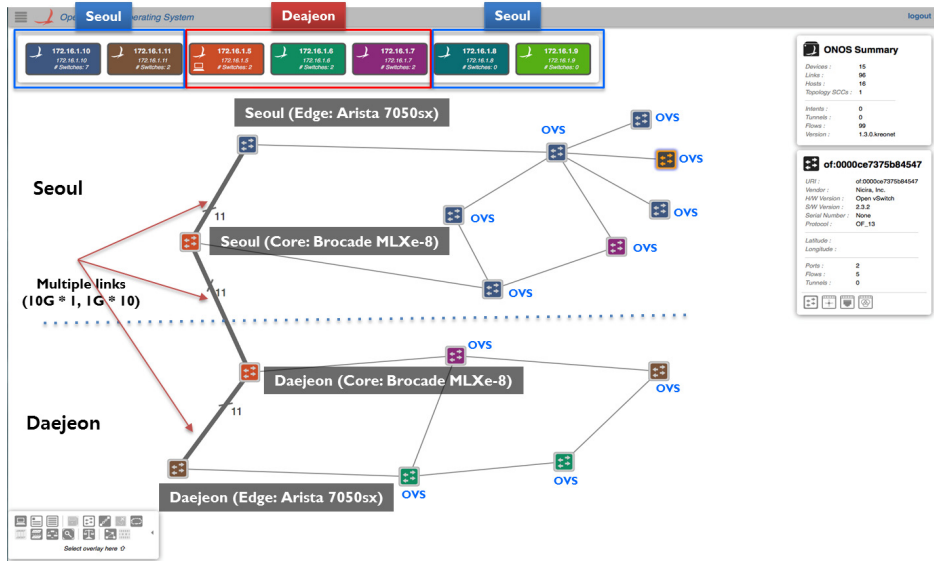 Seoul
Deajeon
Seoul
logout
172.16.1.10
172.16.1.10
# Switches: 7
172.16.1.11
172.16.1.11
# Switches: 2
172.16.1.5
172.16.1.5
# Switches: 2
172.16.1.6
172.16.1.6
# Switches: 2
172.16.1.7
172.16.1.7
# Switches: 2
172.16.1.8
172.16.1.8
# Switches: 0
172.16.1.9
172.16.1.9
# Switches: 0
ONOS Summary
Devices : 15
Links : 96
Hosts : 16
Topology SCCs : 1
Intents : 0
Tunnels : 0
Flows : 99
Version : 1.3.0.kreonet
Seoul (Edge: Arista 7050sx)
OVS
OVS
OVS
OVS
OVS
OVS
OVS
Seoul
11
Seoul (Core: Brocade MLXe-8)
Multiple links
(10G * 1, 1G * 10)
11
of:0000ce7375b84547
URI : of:0000ce7375b84547
Vendor : Nicira, Inc.
H/W Version : Open vSwitch
S/W Version : 2.3.2
Serial Number : None
Protocol : OF_13
Latitude :
Longitude :
Ports : 2
Flows : 5
Tunnels : 0
OVS
Daejeon (Core: Brocade MLXe-8)
OVS
11
Daejeon
OVS
OVS
Daejeon (Edge: Arista 7050sx)
Select overlay here